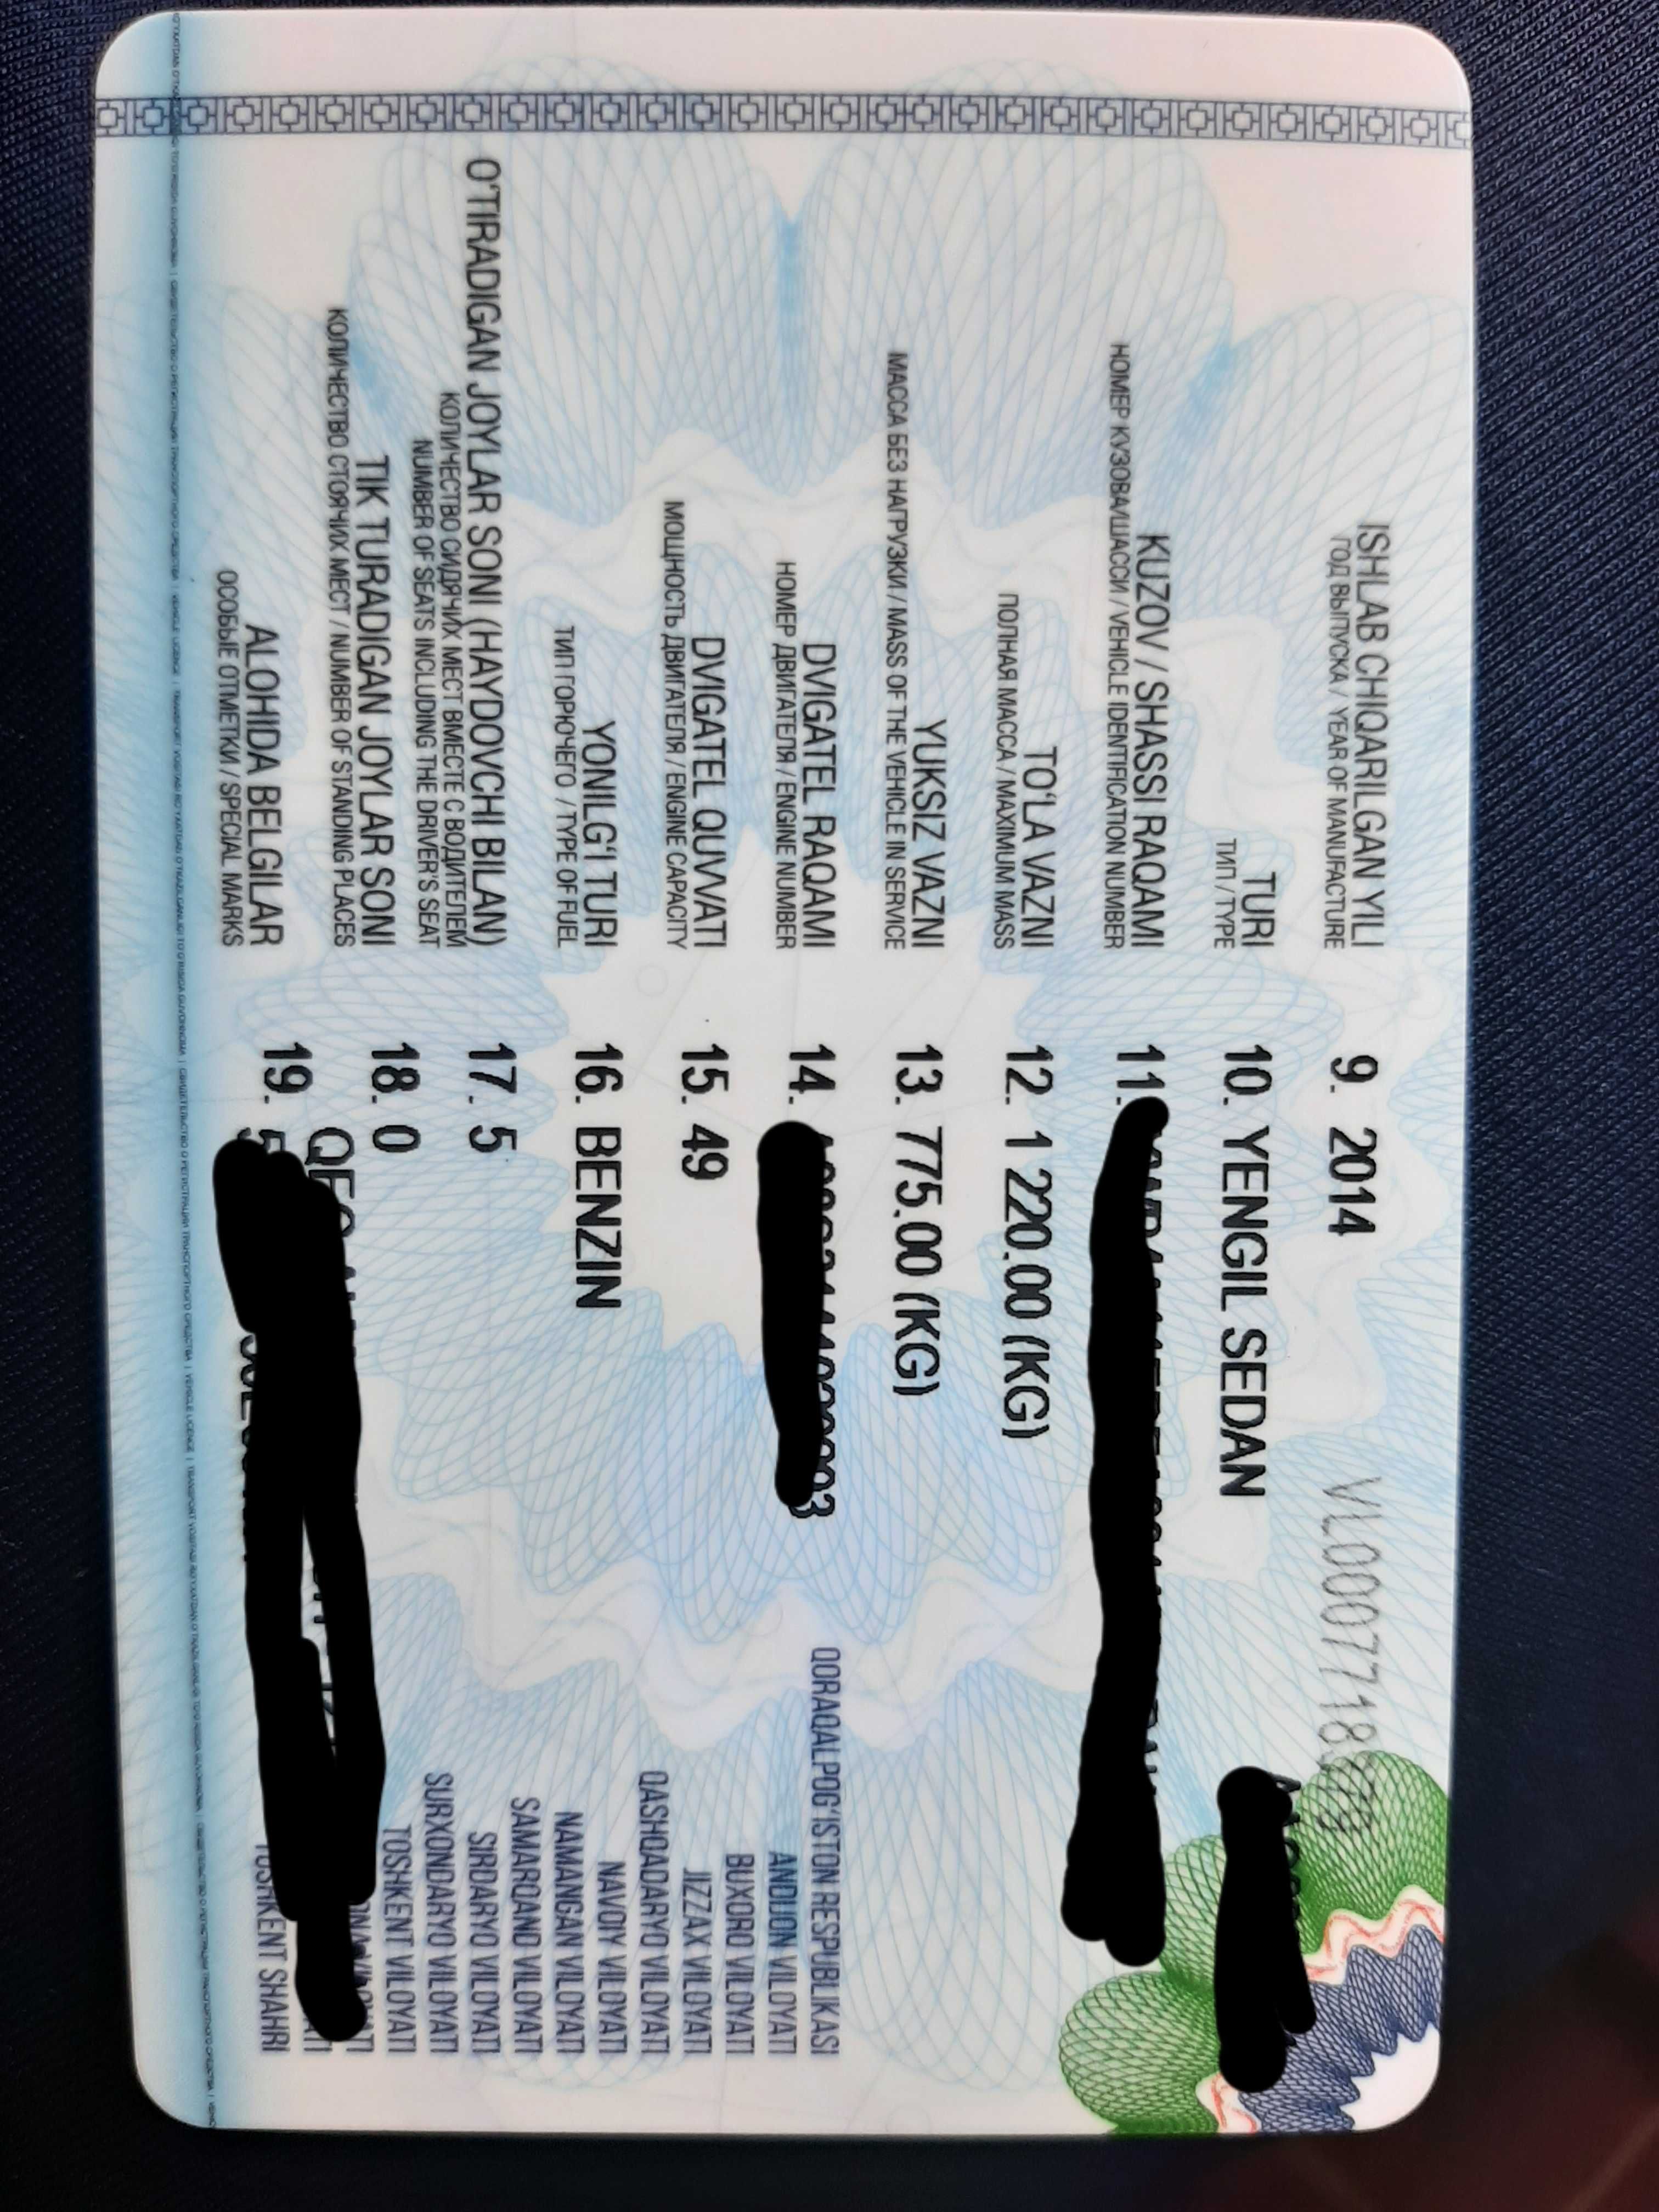 VL0007718
ISHLAB CHIQARILGAN YILI 9. 2014
ГОД ВЫПУСКА / YEAR OF MANUFACTURE
TURI 10. YENGIL SEDAN
ТИП / TYPE
KUZOV / SHASSI RAQAMI 11.
НОМЕР КУЗОВА/ШАССИ / VEHICLE IDENTIFICATION NUMBER
TO‘LA VAZNI 12. 1 220.00 (KG)
ПОЛНАЯ МАССА / MAXIMUM MASS
YUKSIZ VAZNI 13. 775.00 (KG)
МАССА БЕЗ НАГРУЗКИ / MASS OF THE VEHICLE IN SERVICE
DVIGATEL RAQAMI 14.
НОМЕР ДВИГАТЕЛЯ / ENGINE NUMBER
DVIGATEL QUVVATI 15. 49
МОЩНОСТЬ ДВИГАТЕЛЯ / ENGINE CAPACITY
YONILG‘I TURI 16. BENZIN
ТИП ГОРЮЧЕГО / TYPE OF FUEL
O‘TIRADIGAN JOYLAR SONI (HAYDOVCHI BILAN) 17. 5
КОЛИЧЕСТВО СИДЯЧИХ МЕСТ ВМЕСТЕ С ВОДИТЕЛЕМ
NUMBER OF SEATS INCLUDING THE DRIVER'S SEAT
TIK TURADIGAN JOYLAR SONI 18. 0
КОЛИЧЕСТВО СТОЯЧИХ МЕСТ / NUMBER OF STANDING PLACES
ALOHIDA BELGILAR 19.
ОСОБЫЕ ОТМЕТКИ / SPECIAL MARKS
QORAQALPOG‘ISTON RESPUBLIKASI
ANDIJON VILOYATI
BUXORO VILOYATI
JIZZAX VILOYATI
QASHQADARYO VILOYATI
NAVOIY VILOYATI
NAMANGAN VILOYATI
SAMARQAND VILOYATI
SIRDARYO VILOYATI
SURXONDARYO VILOYATI
TOSHKENT VILOYATI
TOSHKENT SHAHRI